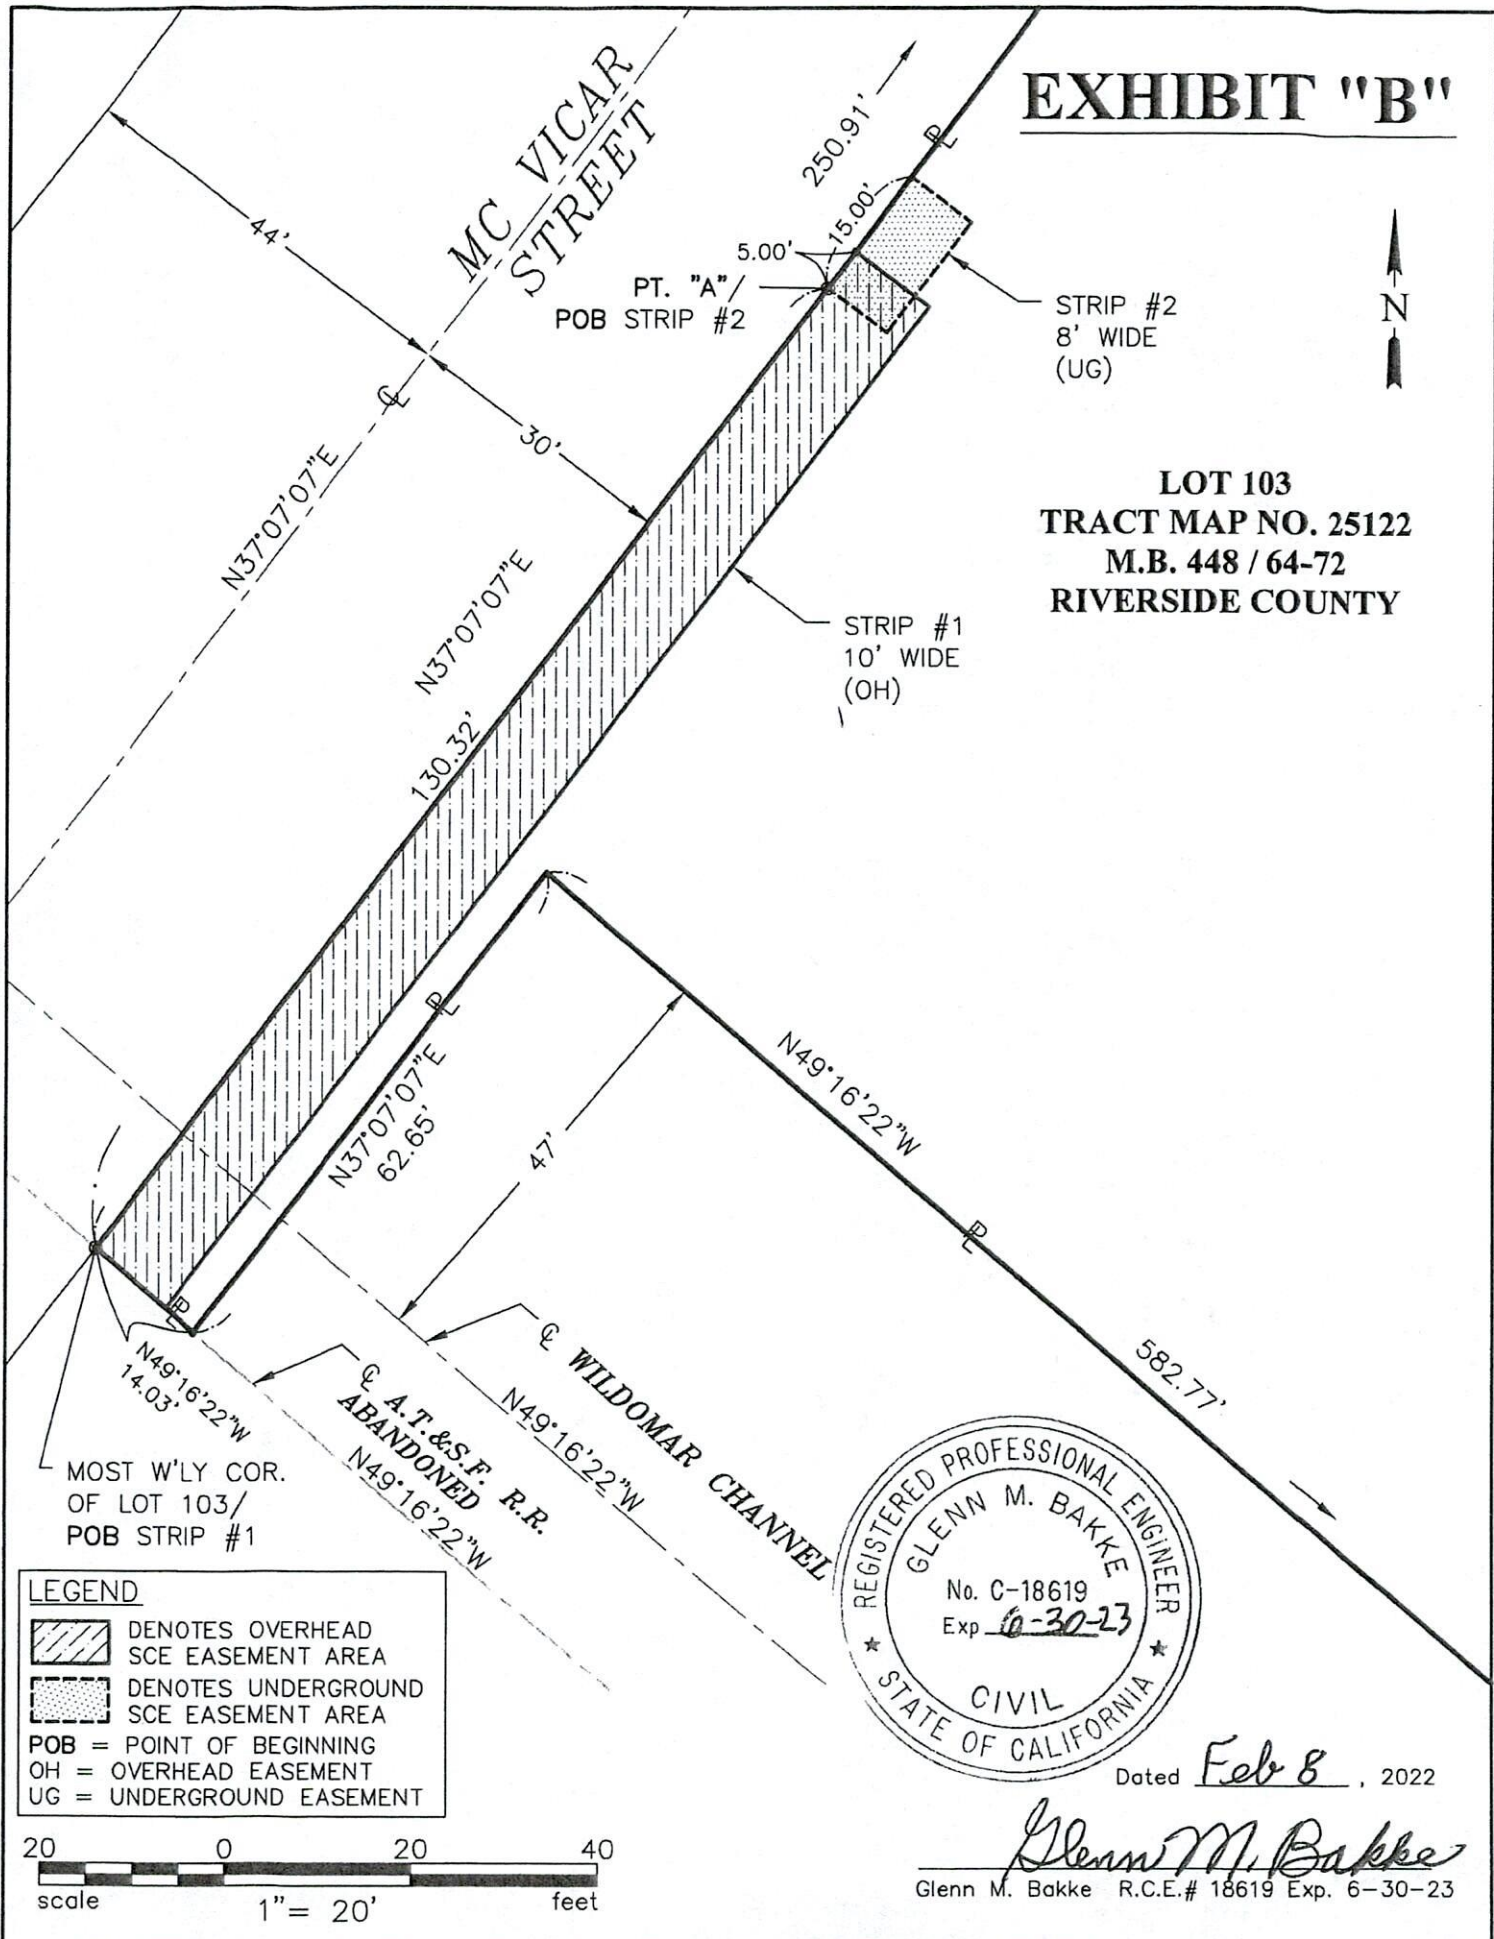 EXHIBIT "B"
MC VICAR
STREET
44'
30'
250.91'
15.00'
5.00'
PT. "A"/
POB STRIP #2
STRIP #2
8' WIDE
(UG)
N
LOT 103
TRACT MAP NO. 25122
M.B. 448 / 64-72
RIVERSIDE COUNTY
N37°07'07"E
N37°07'07"E
130.32'
STRIP #1
10' WIDE
(OH)
N37°07'07"E
62.65'
47'
N49°16'22"W
582.77'
N49°16'22"W
14.03'
MOST W'LY COR.
OF LOT 103/
POB STRIP #1
℄ A.T.&S.F. R.R.
ABANDONED
N49°16'22"W
℄ WILDOMAR CHANNEL
N49°16'22"W
REGISTERED PROFESSIONAL ENGINEER
GLENN M. BAKKE
No. C-18619
Exp 6-30-23
CIVIL
STATE OF CALIFORNIA
LEGEND
DENOTES OVERHEAD
SCE EASEMENT AREA
DENOTES UNDERGROUND
SCE EASEMENT AREA
POB = POINT OF BEGINNING
OH = OVERHEAD EASEMENT
UG = UNDERGROUND EASEMENT
20 0 20 40
scale 1"= 20' feet
Dated Feb 8, 2022
Glenn M. Bakke
Glenn M. Bakke R.C.E.# 18619 Exp. 6-30-23